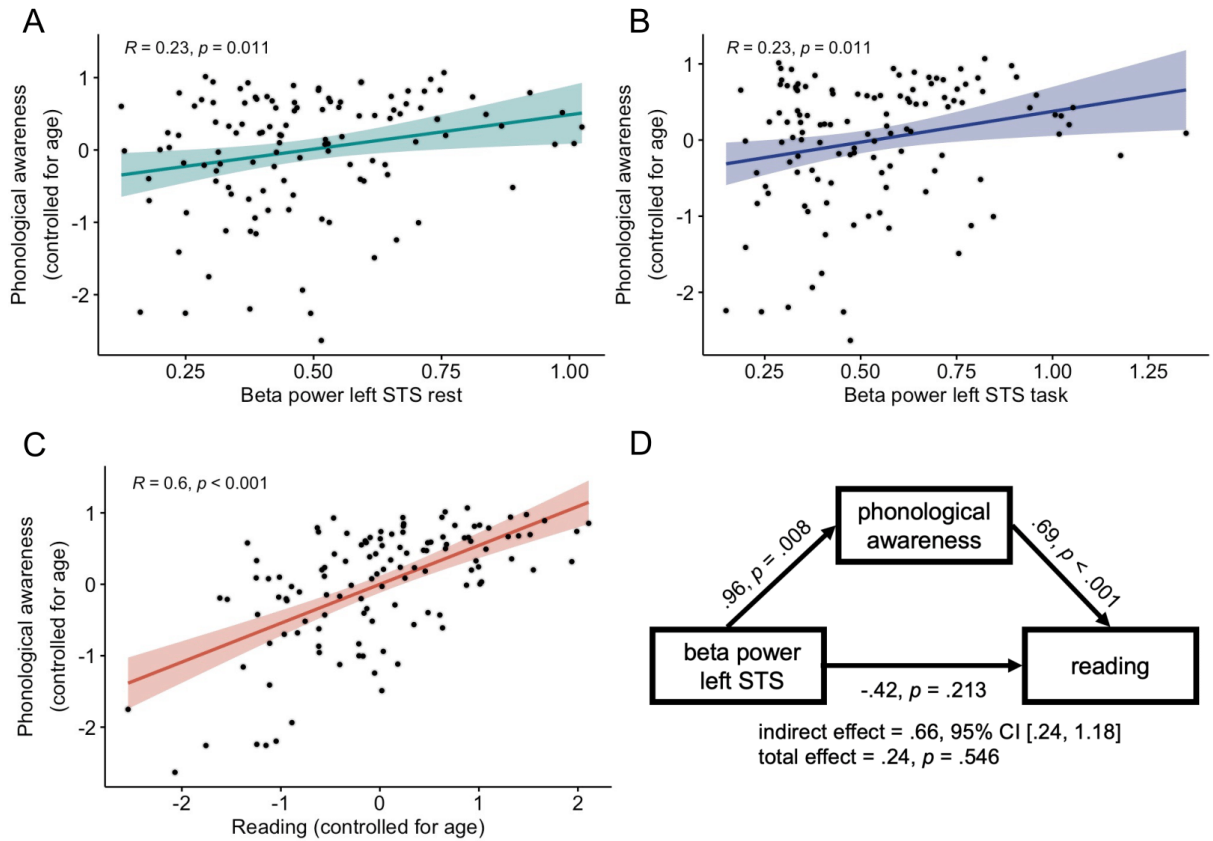 A
R = 0.23, p = 0.011
Phonological awareness
(controlled for age)
1
0
-1
-2
0.25
0.50
0.75
1.00
Beta power left STS rest
B
R = 0.23, p = 0.011
Phonological awareness
(controlled for age)
1
0
-1
-2
0.25
0.50
0.75
1.00
1.25
Beta power left STS task
C
R = 0.6, p < 0.001
Phonological awareness
(controlled for age)
1
0
-1
-2
-2
-1
0
1
2
Reading (controlled for age)
D
phonological
awareness
.96, p = .008
.69, p <.001
beta power
left STS
reading
-.42, p = .213
indirect effect = .66, 95% CI [.24, 1.18]
total effect = .24, p = .546